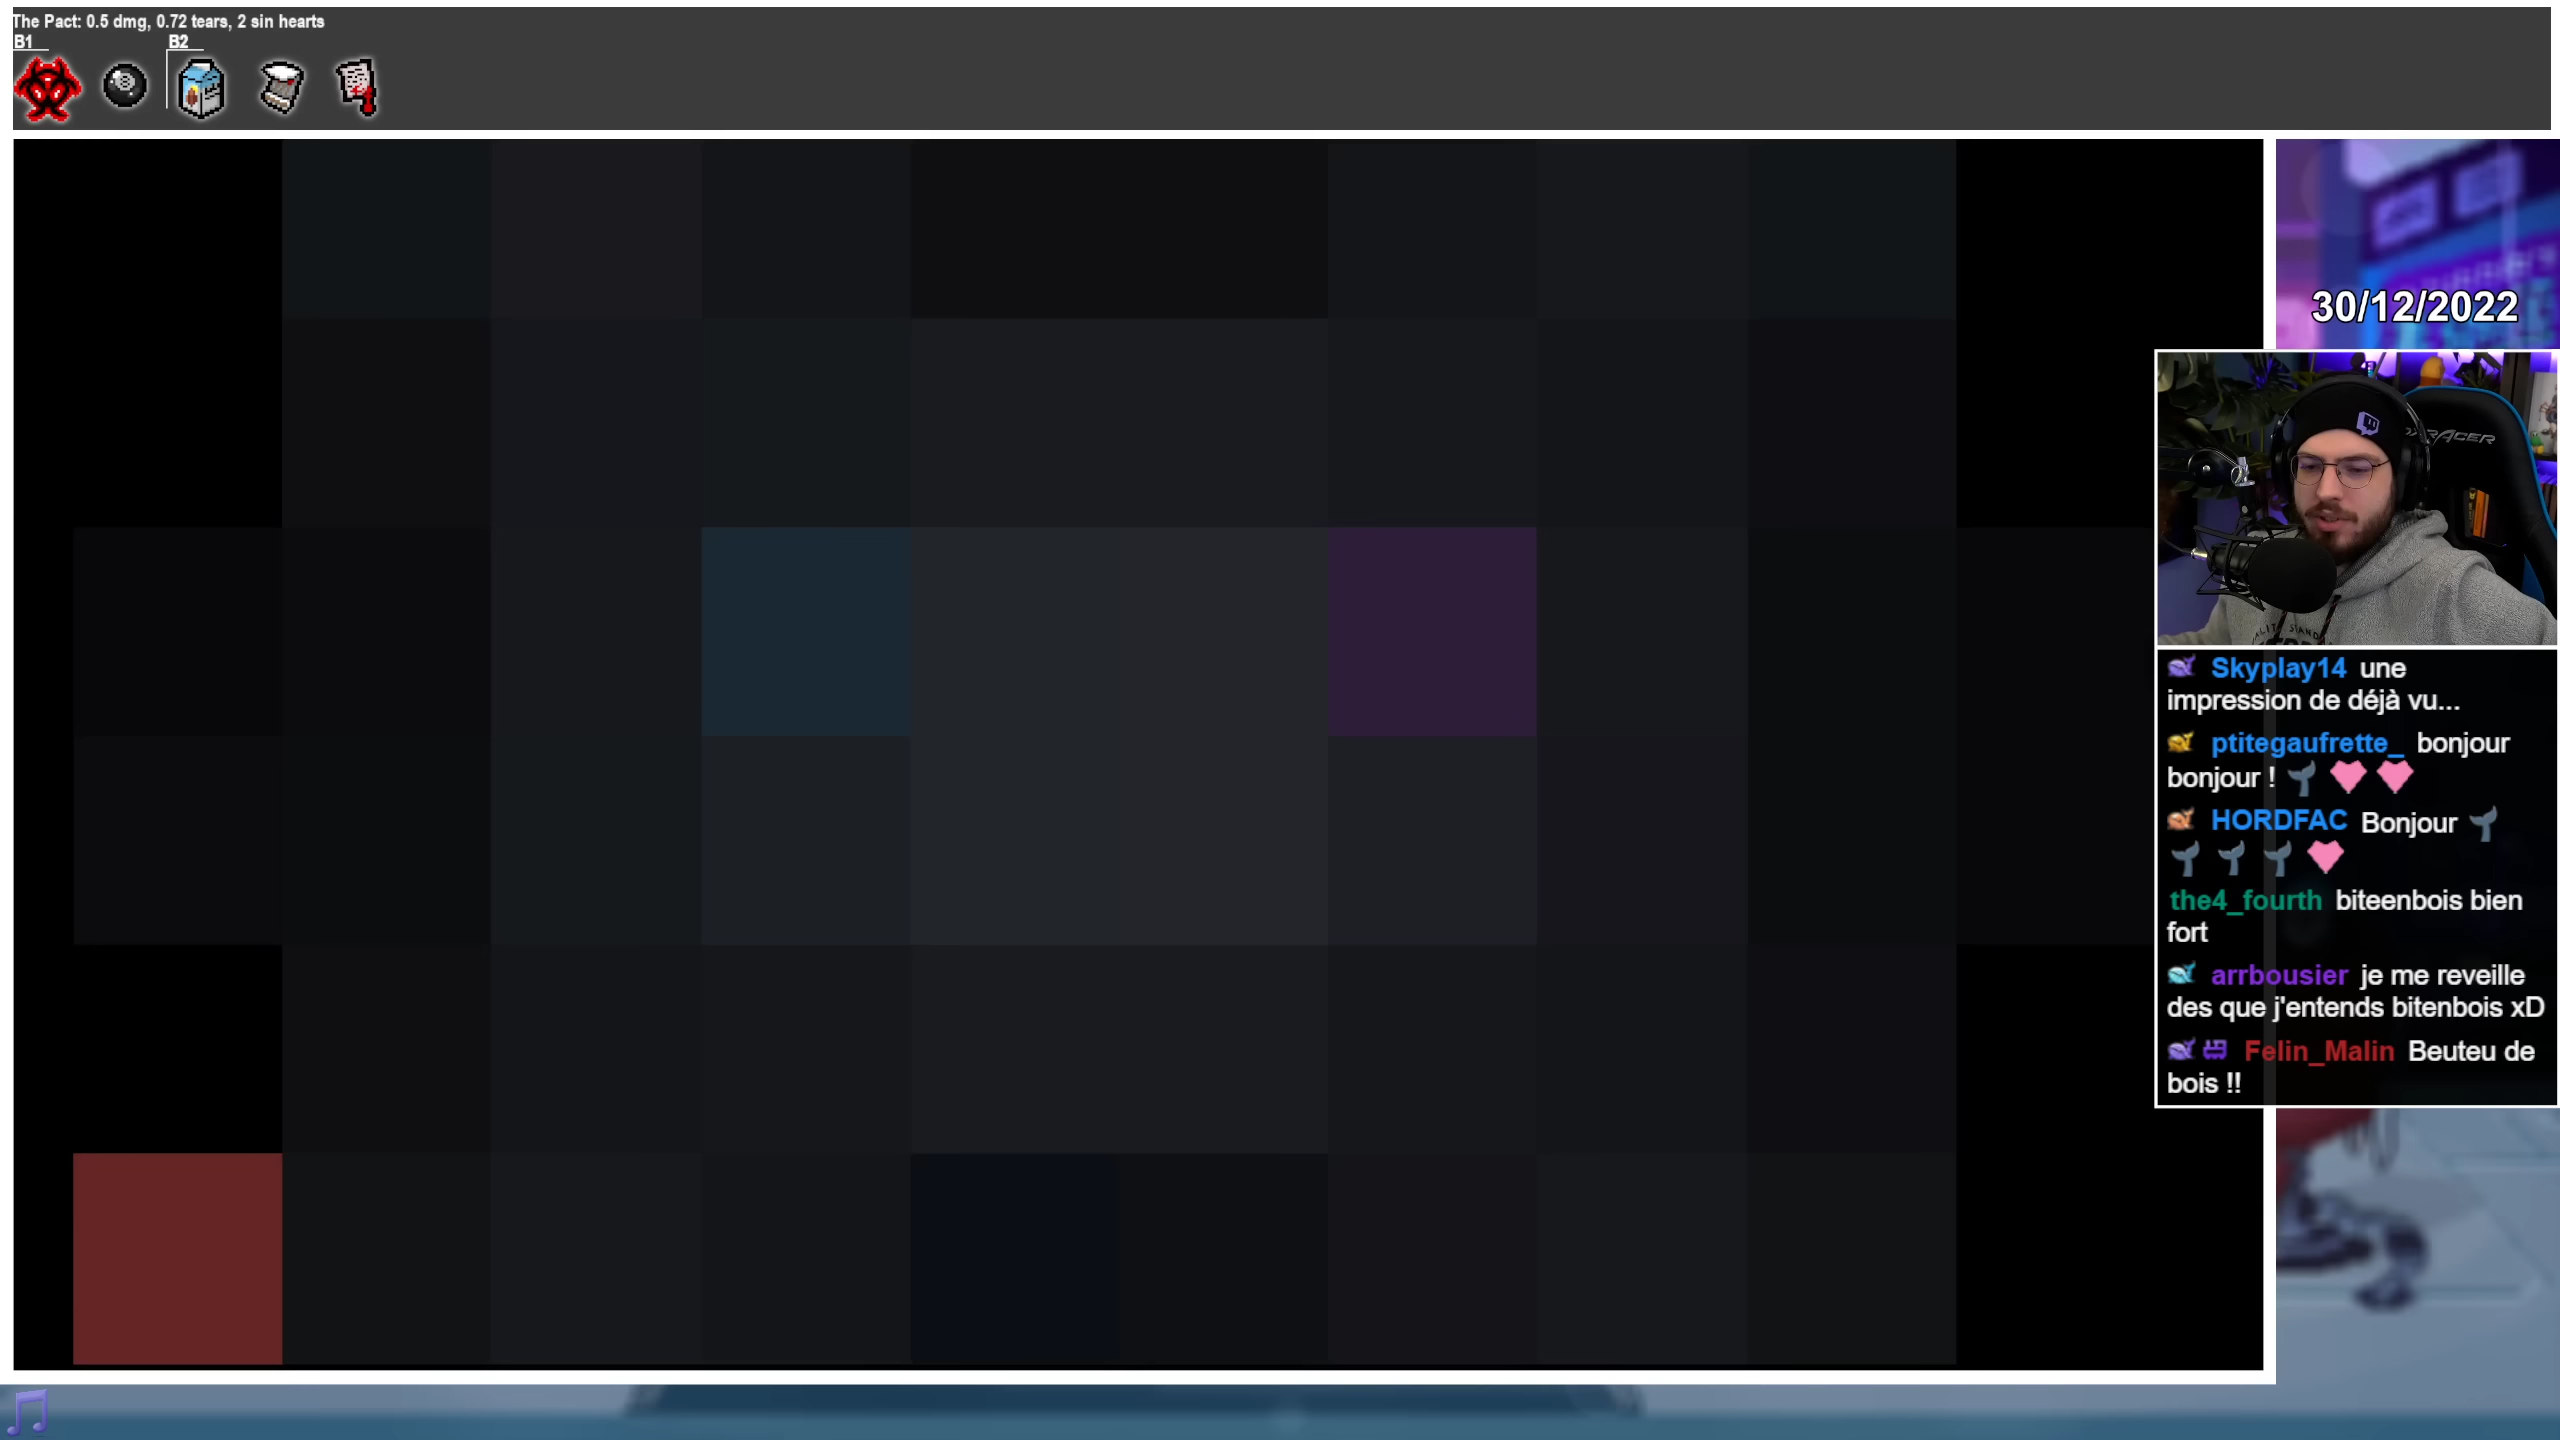 The Pact: 0.5 dmg, 0.72 tears, 2 sin hearts
B1 B2
30/12/2022
Skyplay14 une
impression de déjà vu...
ptitegaufrette_ bonjour
bonjour !
HORDFAC Bonjour
the4_fourth biteenbois bien
fort
arrbousier je me reveille
des que j'entends bitenbois xD
Felin_Malin Beuteu de
bois !!